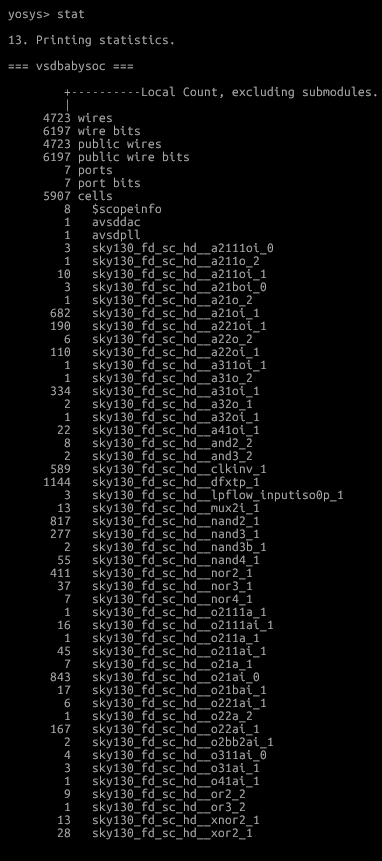 yosys> stat
13. Printing statistics.
=== vsdbabysoc ===
+----------Local Count, excluding submodules.
|
4723 wires
6197 wire bits
4723 public wires
6197 public wire bits
7 ports
7 port bits
5907 cells
8 $scopeinfo
1 avsddac
1 avsdpll
3 sky130_fd_sc_hd__a2111oi_0
1 sky130_fd_sc_hd__a211o_2
10 sky130_fd_sc_hd__a211oi_1
3 sky130_fd_sc_hd__a21boi_0
1 sky130_fd_sc_hd__a21o_2
682 sky130_fd_sc_hd__a21oi_1
190 sky130_fd_sc_hd__a221oi_1
6 sky130_fd_sc_hd__a22o_2
110 sky130_fd_sc_hd__a22oi_1
1 sky130_fd_sc_hd__a311oi_1
1 sky130_fd_sc_hd__a31o_2
334 sky130_fd_sc_hd__a31oi_1
2 sky130_fd_sc_hd__a32o_1
1 sky130_fd_sc_hd__a32oi_1
22 sky130_fd_sc_hd__a41oi_1
8 sky130_fd_sc_hd__and2_2
2 sky130_fd_sc_hd__and3_2
589 sky130_fd_sc_hd__clkinv_1
1144 sky130_fd_sc_hd__dfxtp_1
3 sky130_fd_sc_hd__lpflow_inputiso0p_1
13 sky130_fd_sc_hd__mux2i_1
817 sky130_fd_sc_hd__nand2_1
277 sky130_fd_sc_hd__nand3_1
2 sky130_fd_sc_hd__nand3b_1
55 sky130_fd_sc_hd__nand4_1
411 sky130_fd_sc_hd__nor2_1
37 sky130_fd_sc_hd__nor3_1
7 sky130_fd_sc_hd__nor4_1
1 sky130_fd_sc_hd__o2111a_1
16 sky130_fd_sc_hd__o2111ai_1
1 sky130_fd_sc_hd__o211a_1
45 sky130_fd_sc_hd__o211ai_1
7 sky130_fd_sc_hd__o21a_1
843 sky130_fd_sc_hd__o21ai_0
17 sky130_fd_sc_hd__o21bai_1
6 sky130_fd_sc_hd__o221ai_1
1 sky130_fd_sc_hd__o22a_2
167 sky130_fd_sc_hd__o22ai_1
2 sky130_fd_sc_hd__o2bb2ai_1
4 sky130_fd_sc_hd__o311ai_0
3 sky130_fd_sc_hd__o31ai_1
1 sky130_fd_sc_hd__o41ai_1
9 sky130_fd_sc_hd__or2_2
1 sky130_fd_sc_hd__or3_2
13 sky130_fd_sc_hd__xnor2_1
28 sky130_fd_sc_hd__xor2_1